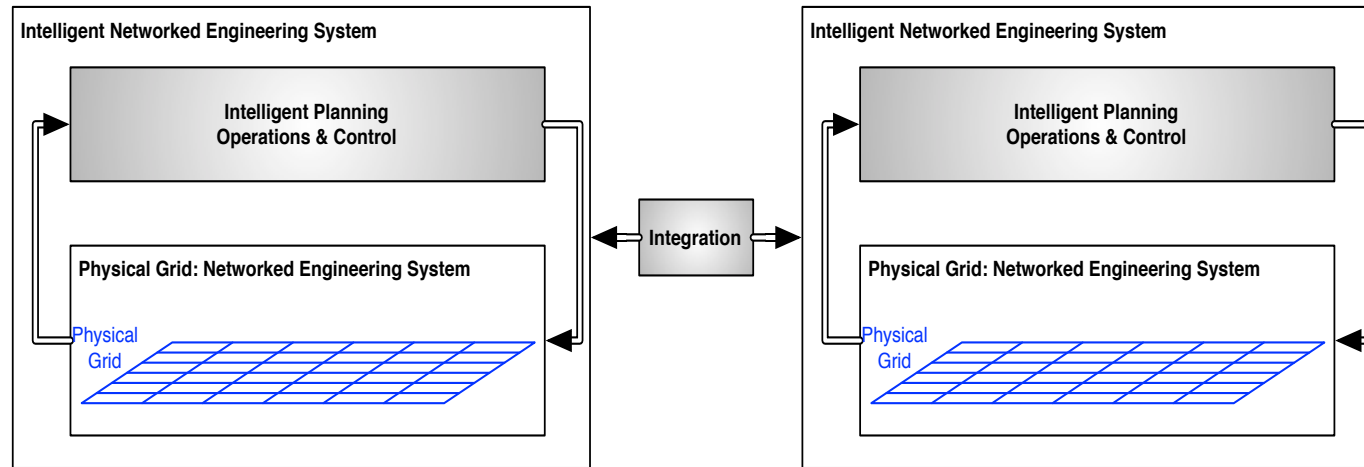 Intelligent Networked Engineering System
Intelligent Planning
Operations & Control
Physical Grid: Networked Engineering System
Physical
Grid
Integration
Intelligent Networked Engineering System
Intelligent Planning
Operations & Control
Physical Grid: Networked Engineering System
Physical
Grid